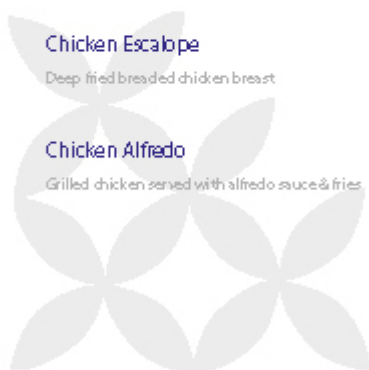 Chicken Escalope
Deep fried breaded chicken breast
Chicken Alfredo
Grilled chicken served with alfredo sauce & fries